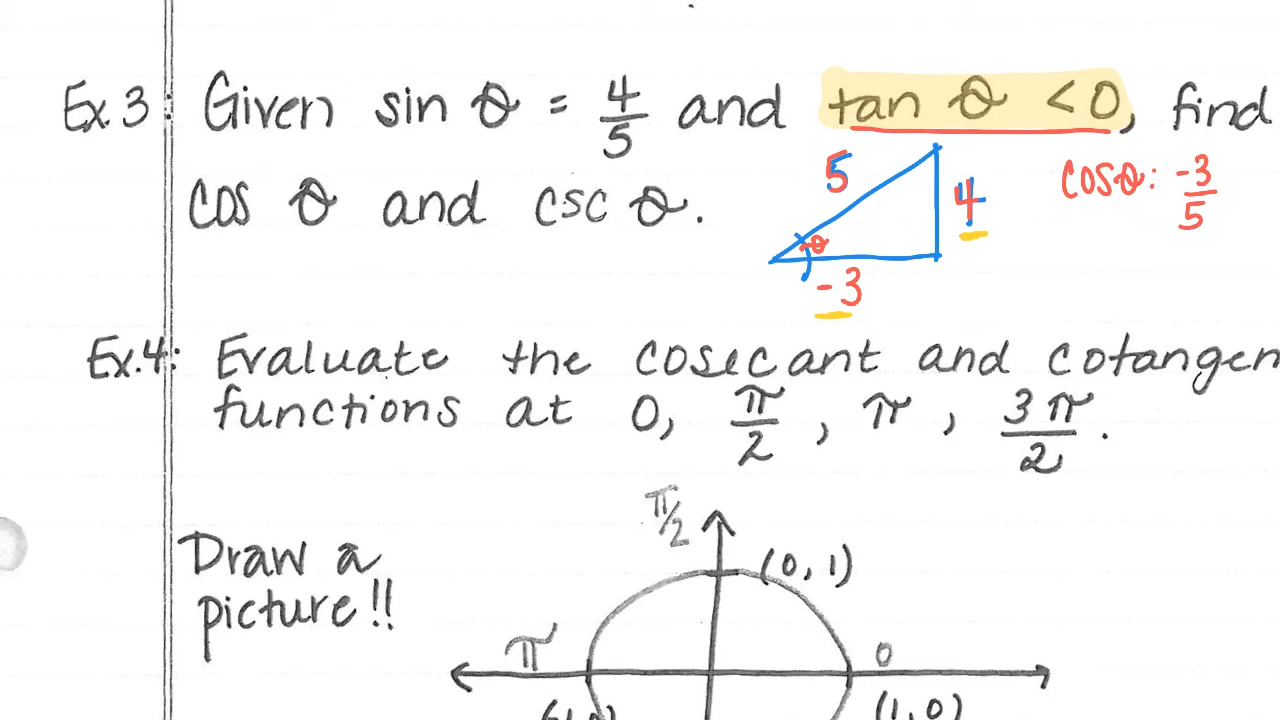 Ex.3: Given sin θ = 4/5 and tan θ < 0, find
cos θ and csc θ.
5
4
θ
-3
cosθ: -3/5
Ex.4: Evaluate the cosecant and cotangen
functions at 0, π/2, π, 3π/2.
Draw a
picture!!
π/2
(0, 1)
π
0
(1, 0)